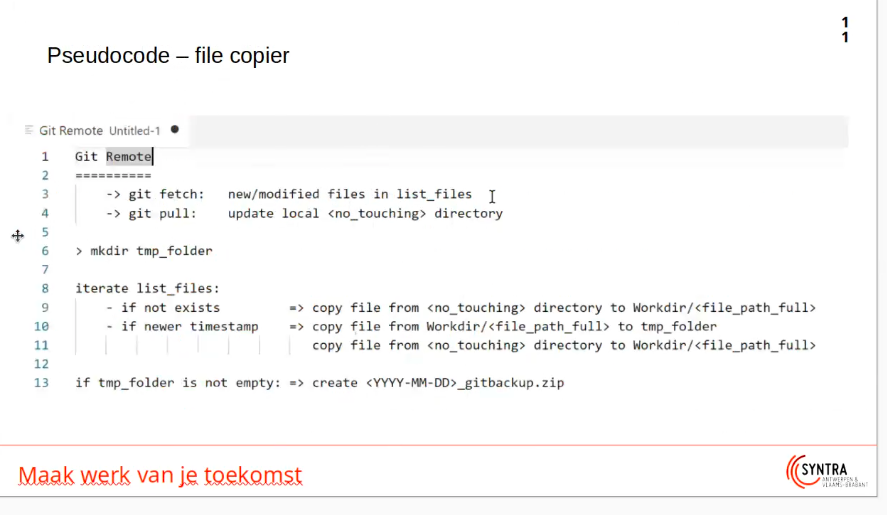 1
1
Pseudocode – file copier
Git Remote Untitled-1
1 Git Remote
2 ==========
3 -> git fetch: new/modified files in list_files
4 -> git pull: update local <no_touching> directory
5
6 > mkdir tmp_folder
7
8 iterate list_files:
9 - if not exists => copy file from <no_touching> directory to Workdir/<file_path_full>
10 - if newer timestamp => copy file from Workdir/<file_path_full> to tmp_folder
11 copy file from <no_touching> directory to Workdir/<file_path_full>
12
13 if tmp_folder is not empty: => create <YYYY-MM-DD>_gitbackup.zip
Maak werk van je toekomst
SYNTRA
ANTWERPEN &
VLAAMS-BRABANT